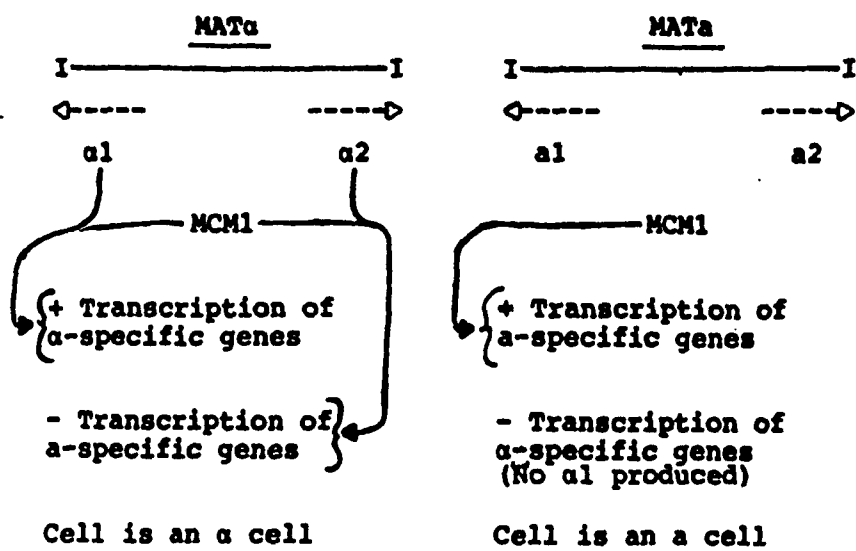 MATα
α1
α2
MCM1
+ Transcription of
α-specific genes
- Transcription of
a-specific genes
Cell is an α cell
MATa
a1
a2
MCM1
+ Transcription of
a-specific genes
- Transcription of
α-specific genes
(No α1 produced)
Cell is an a cell